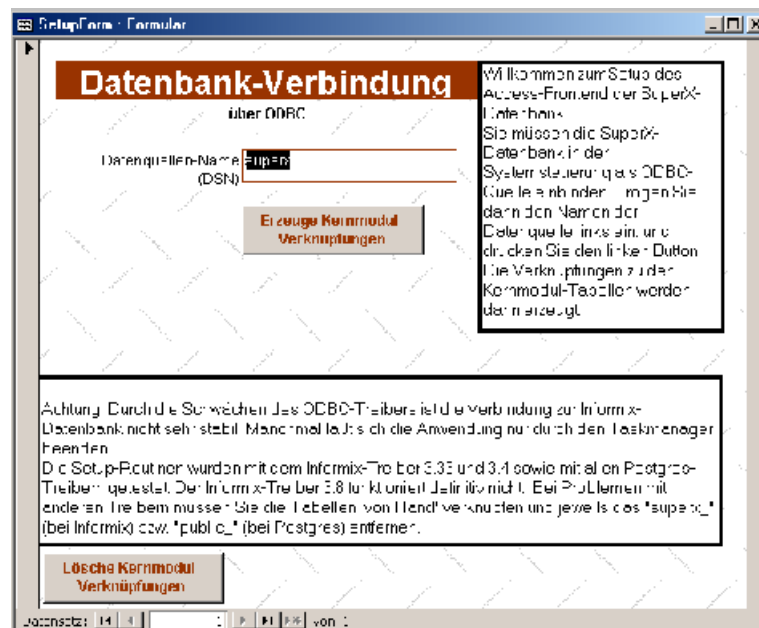 SetupForm : Formular
Datenbank-Verbindung
über ODBC
Datenquellen-Name
(DSN)
superx
Erzeuge Kernmodul
Verknüpfungen
Willkommen zum Setup des
Access-Frontend der SuperX-
Datenbank
Sie müssen die SuperX-
Datenbank in der
Systemsteuerung als ODBC-
Quelle einbinden. Tragen Sie
dann den Namen der
Datenquelle links ein, und
drücken Sie den linken Button
Die Verknüpfungen zu den
Kernmodul-Tabellen werden
dann erzeugt
Achtung: Durch die Schwächen des ODBC-Treibers ist die Verbindung zur Informix-
Datenbank nicht sehr stabil. Manchmal läßt sich die Anwendung nur durch den Taskmanager
beenden
Die Setup-Routinen wurden mit dem Informix-Treiber 3.33 und 3.4 sowie mit allen Postgres-
Treibern getestet. Der Informix-Treiber 3.8 funktioniert definitiv nicht. Bei Problemen mit
anderen Treibern müssen Sie die Tabellen 'von Hand' verknüpfen und jeweils das "superx_"
(bei Informix) bzw. "public_" (bei Postgres) entfernen.
Lösche Kernmodul
Verknüpfungen
Datensatz: 1 von 1